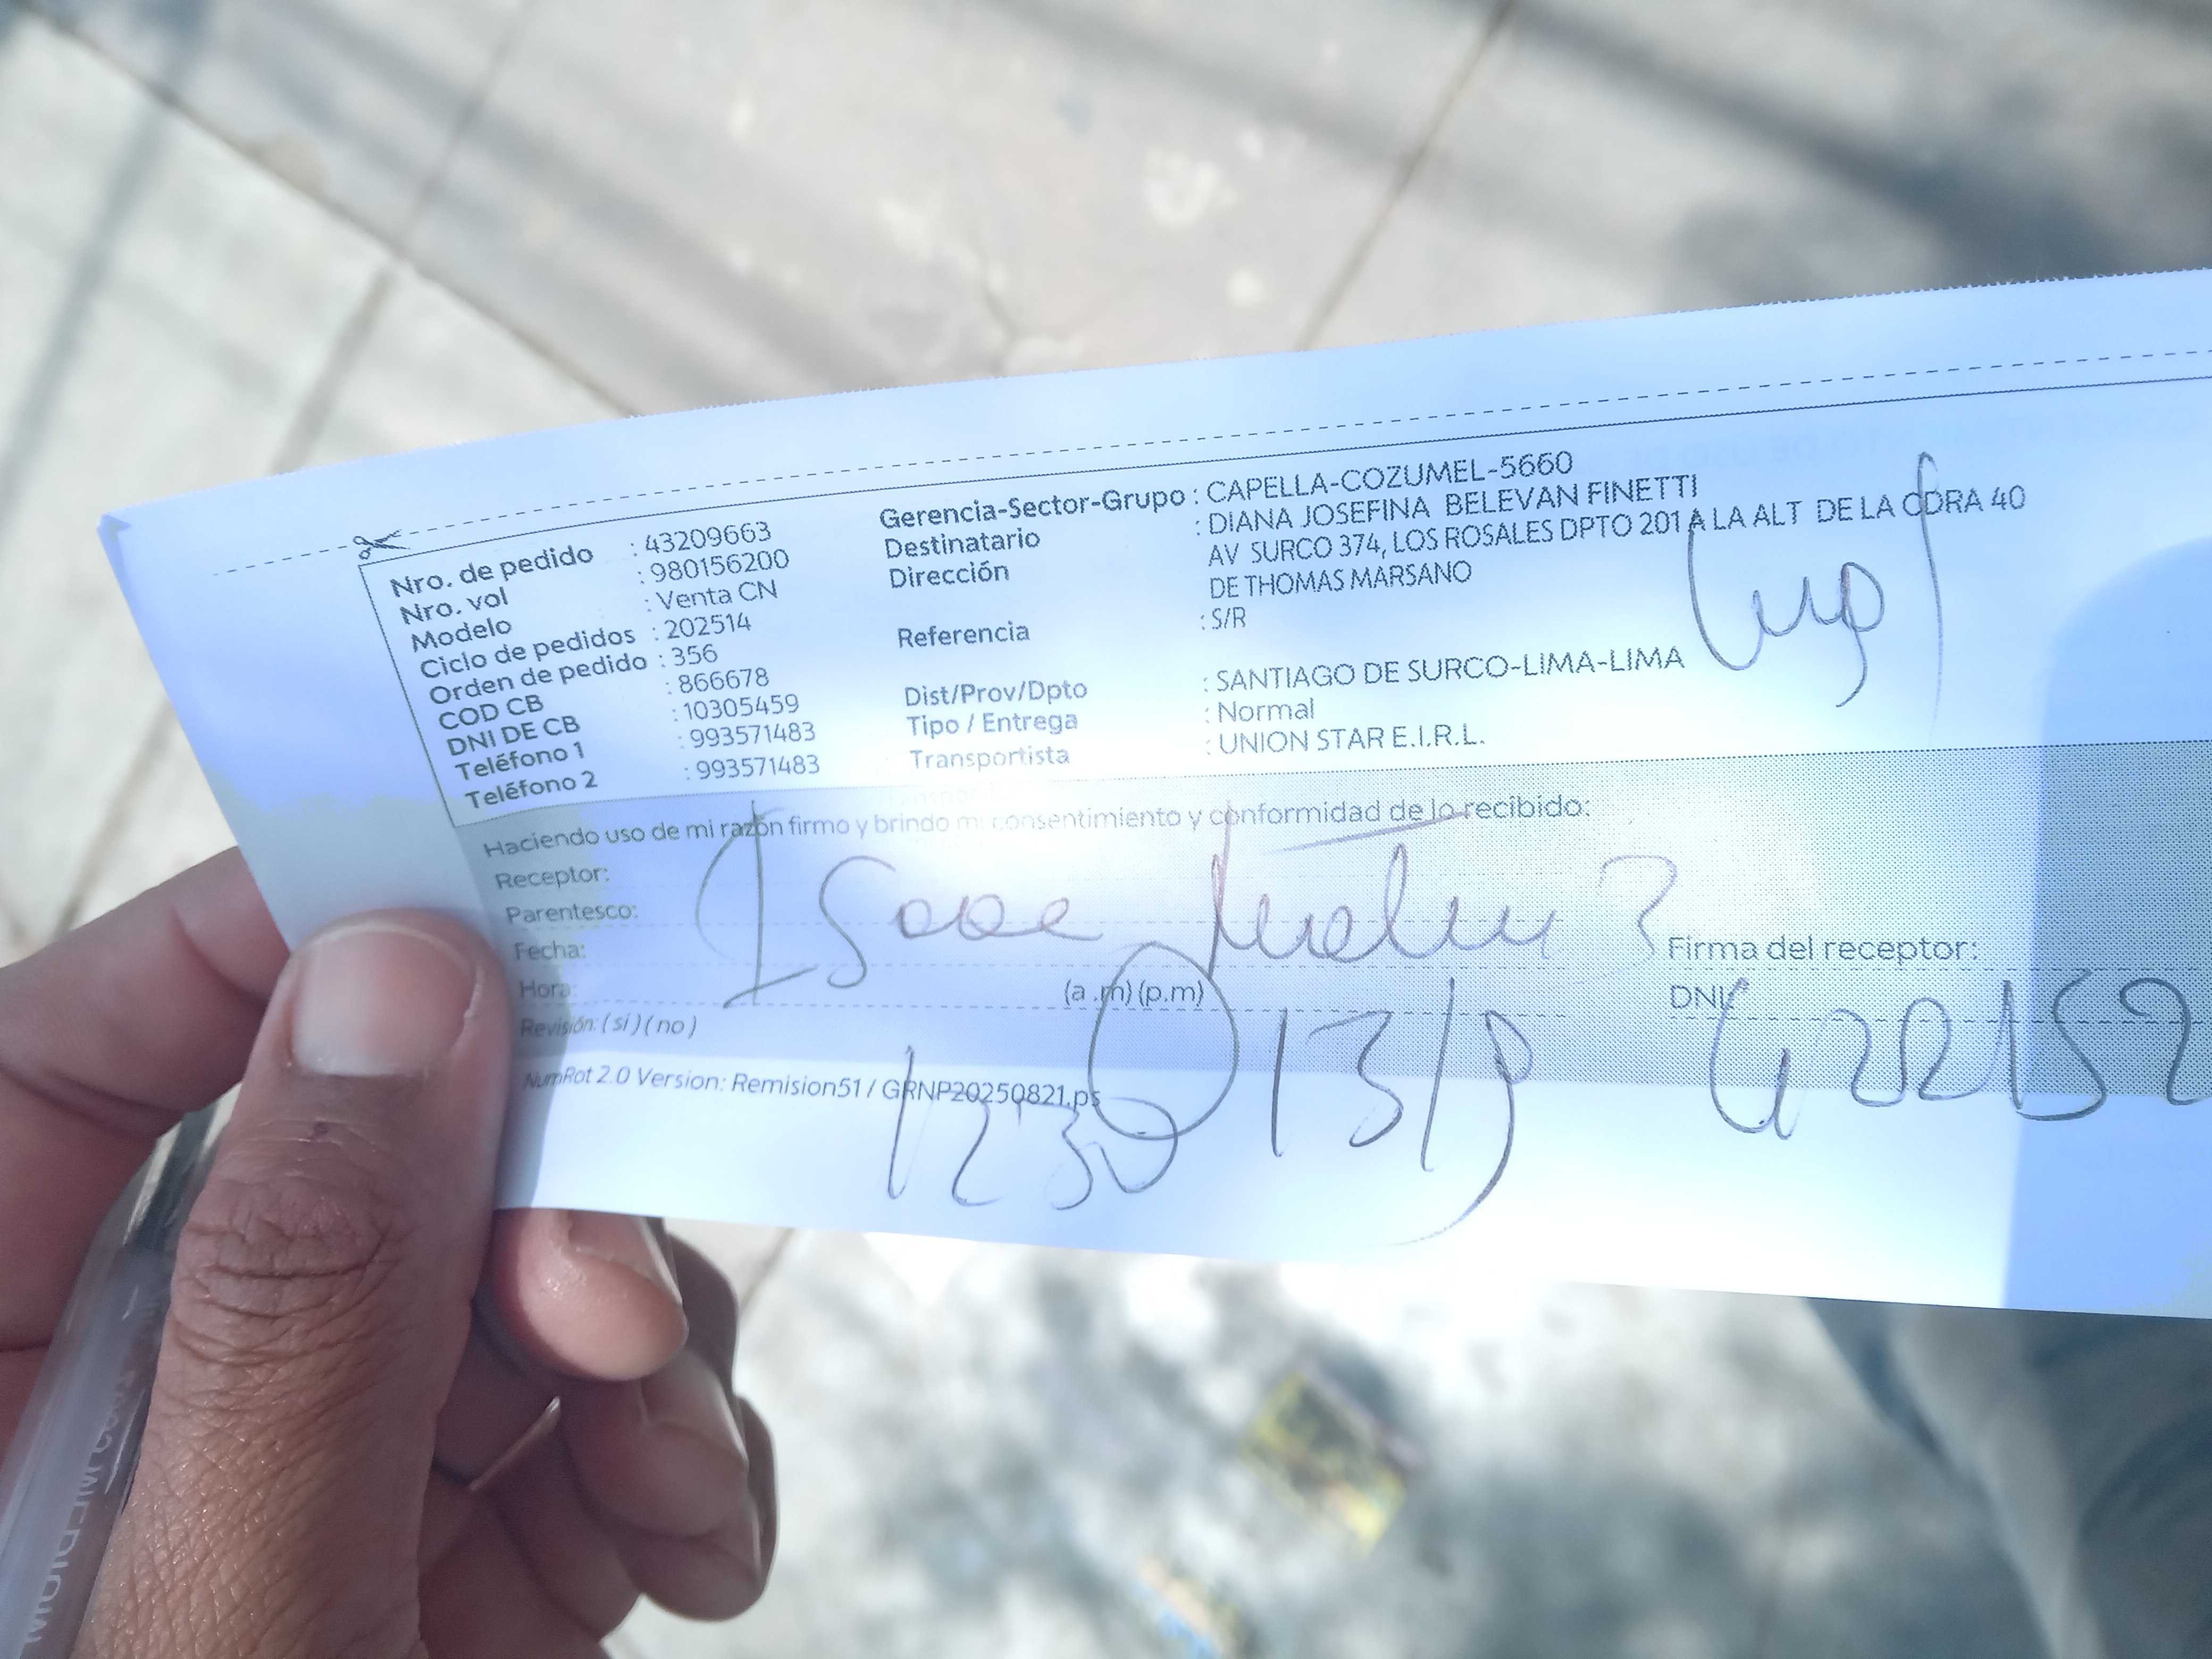 Nro. de pedido : 43209663
Nro. vol : 980156200
Modelo : Venta CN
Ciclo de pedidos : 202514
Orden de pedido : 356
COD CB : 866678
DNI DE CB : 10305459
Teléfono 1 : 993571483
Teléfono 2 : 993571483
Gerencia-Sector-Grupo : CAPELLA-COZUMEL-5660
Destinatario : DIANA JOSEFINA BELEVAN FINETTI
Dirección AV SURCO 374, LOS ROSALES DPTO 201 A LA ALT DE LA CDRA 40
DE THOMAS MARSANO
Referencia : S/R
Dist/Prov/Dpto : SANTIAGO DE SURCO-LIMA-LIMA
Tipo / Entrega : Normal
Transportista : UNION STAR E.I.R.L.
Haciendo uso de mi razón firmo y brindo mi consentimiento y conformidad de lo recibido:
Receptor:
Parentesco:
Fecha:
Hora: (a .m) (p.m)
Revisión: ( sí ) ( no )
Firma del receptor:
DNI:
NumRot 2.0 Version: Remision51 / GRNP20250821.ps
1230